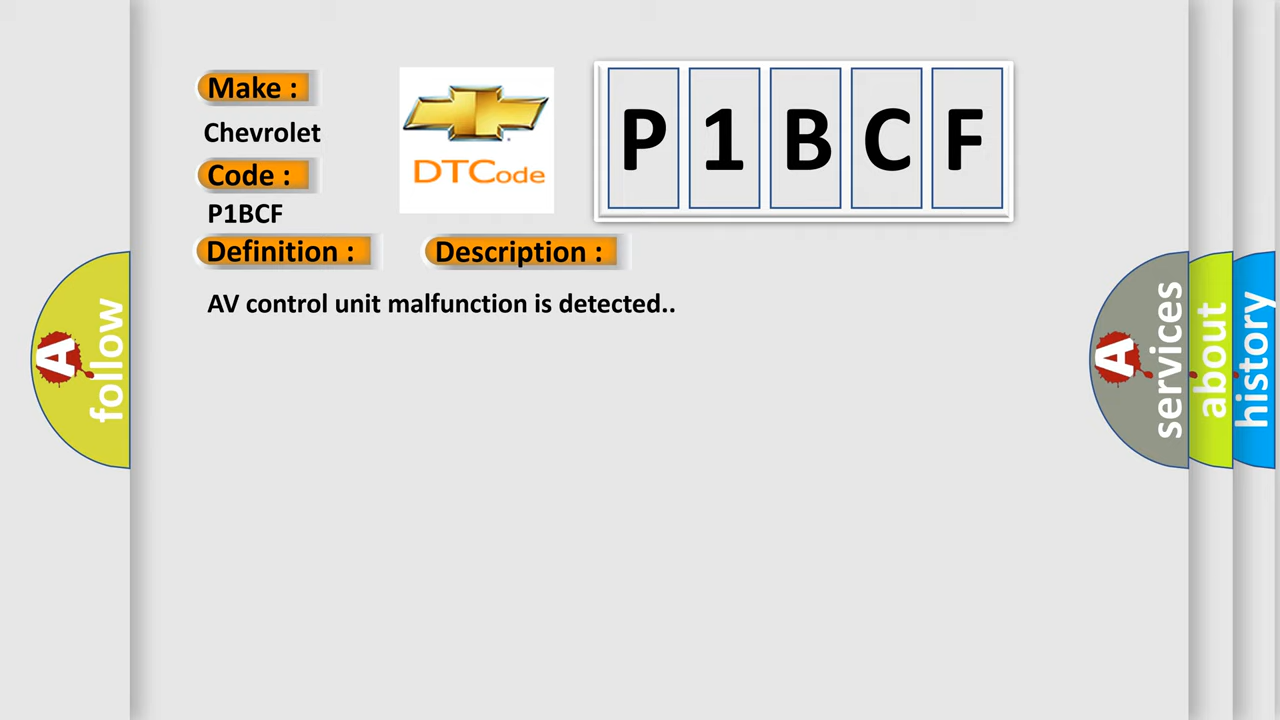 Make :
Chevrolet
Code :
P1BCF
Definition :
Description :
AV control unit malfunction is detected..
DTCode
P 1 B C F
A follow
A services
about
history